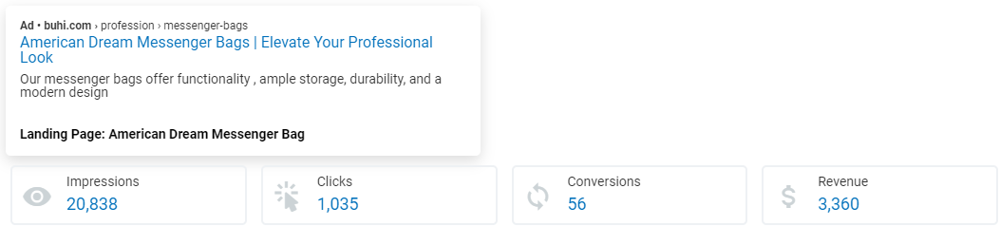 Ad • buhi.com › profession › messenger-bags
American Dream Messenger Bags | Elevate Your Professional
Look
Our messenger bags offer functionality , ample storage, durability, and a
modern design
Landing Page: American Dream Messenger Bag
Impressions
20,838
Clicks
1,035
Conversions
56
Revenue
$ 3,360